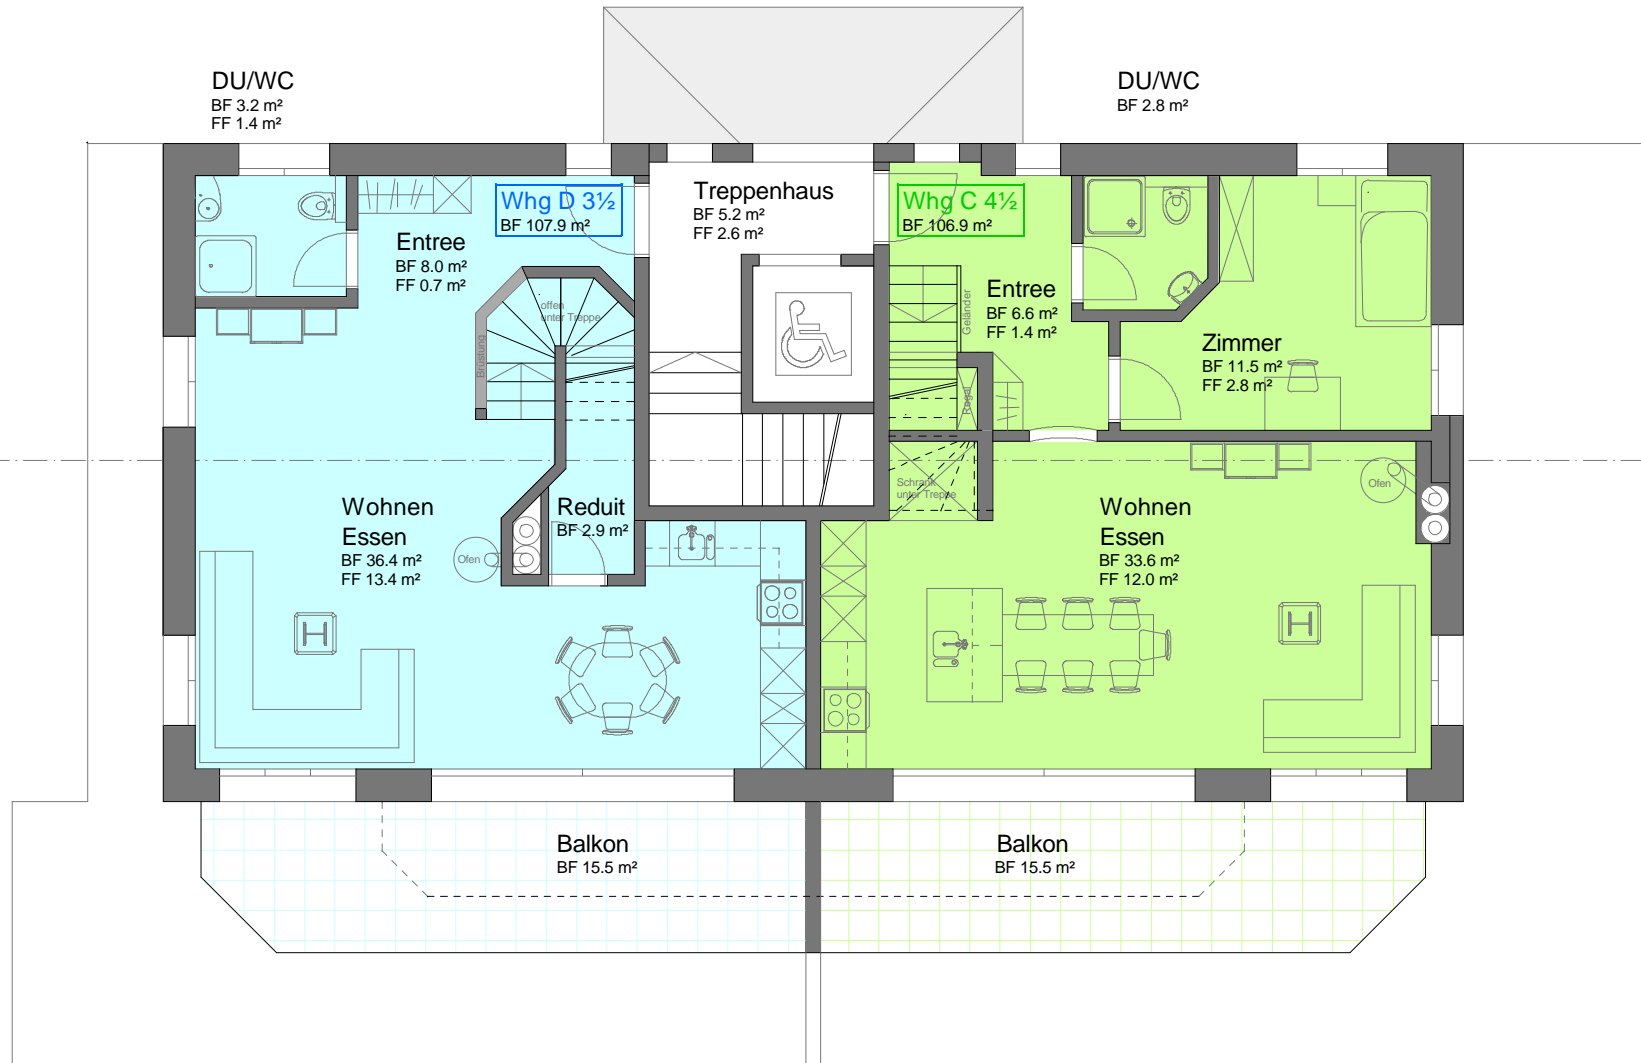 DU/WC
BF 3.2 m²
FF 1.4 m²
DU/WC
BF 2.8 m²
Whg D 3½
BF 107.9 m²
Treppenhaus
BF 5.2 m²
FF 2.6 m²
Whg C 4½
BF 106.9 m²
Entree
BF 8.0 m²
FF 0.7 m²
offen
unter Treppe
Brüstung
Geländer
Entree
BF 6.6 m²
FF 1.4 m²
Zimmer
BF 11.5 m²
FF 2.8 m²
Regal
Schrank
unter Treppe
Ofen
Wohnen
Essen
BF 36.4 m²
FF 13.4 m²
Ofen
Reduit
BF 2.9 m²
Wohnen
Essen
BF 33.6 m²
FF 12.0 m²
H
H
Balkon
BF 15.5 m²
Balkon
BF 15.5 m²